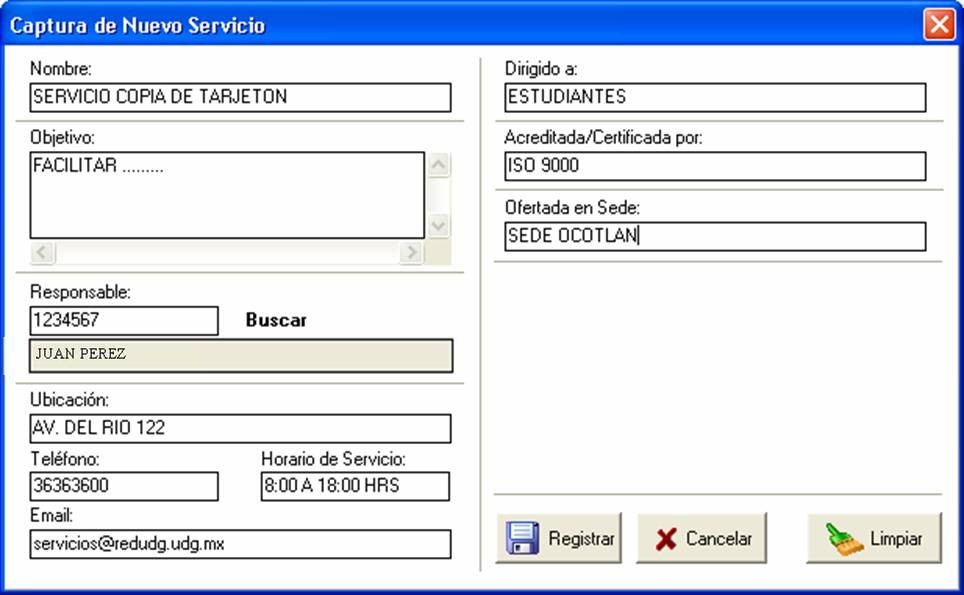 Captura de Nuevo Servicio
Nombre:
SERVICIO COPIA DE TARJETON
Objetivo:
FACILITAR .........
Responsable:
1234567
Buscar
JUAN PEREZ
Ubicación:
AV. DEL RIO 122
Teléfono:
36363600
Horario de Servicio:
8:00 A 18:00 HRS
Email:
servicios@redudg.udg.mx
Dirigido a:
ESTUDIANTES
Acreditada/Certificada por:
ISO 9000
Ofertada en Sede:
SEDE OCOTLAN
Registrar
Cancelar
Limpiar